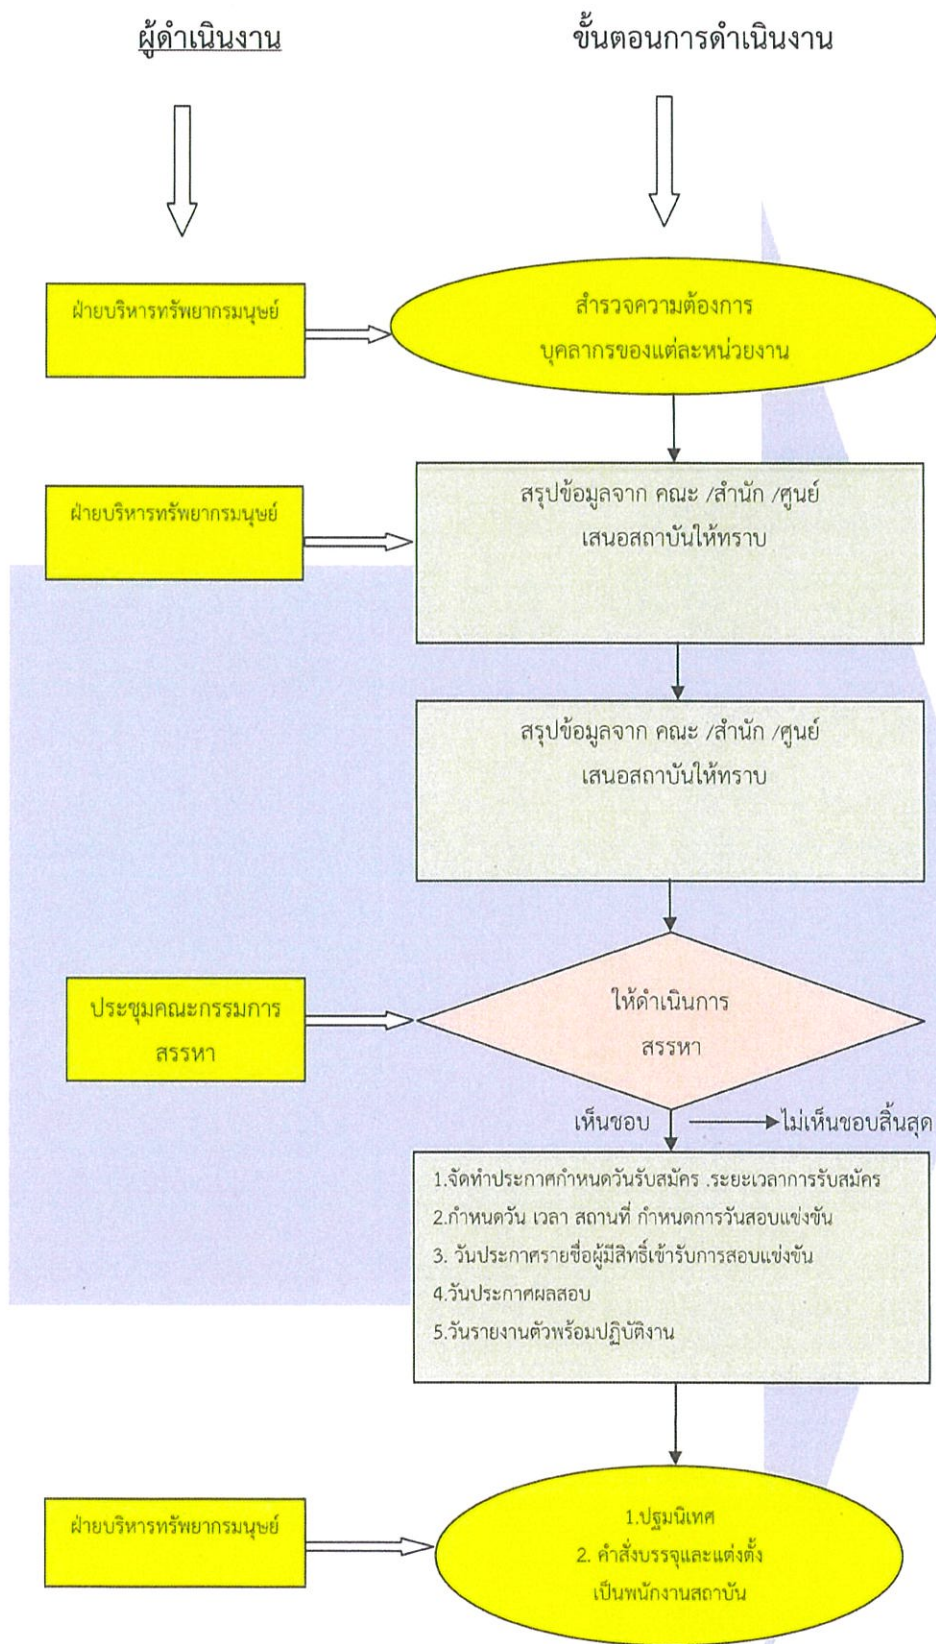 ผู้ดำเนินงาน
ขั้นตอนการดำเนินงาน
ฝ่ายบริหารทรัพยากรมนุษย์
สำรวจความต้องการ
บุคลากรของแต่ละหน่วยงาน
ฝ่ายบริหารทรัพยากรมนุษย์
สรุปข้อมูลจาก คณะ /สำนัก /ศูนย์
เสนอสถาบันให้ทราบ
สรุปข้อมูลจาก คณะ /สำนัก /ศูนย์
เสนอสถาบันให้ทราบ
ประชุมคณะกรรมการ
สรรหา
ให้ดำเนินการ
สรรหา
เห็นชอบ
ไม่เห็นชอบสิ้นสุด
1.จัดทำประกาศกำหนดวันรับสมัคร .ระยะเวลาการรับสมัคร
2.กำหนดวัน เวลา สถานที่ กำหนดการวันสอบแข่งขัน
3. วันประกาศรายชื่อผู้มีสิทธิ์เข้ารับการสอบแข่งขัน
4.วันประกาศผลสอบ
5.วันรายงานตัวพร้อมปฏิบัติงาน
ฝ่ายบริหารทรัพยากรมนุษย์
1.ปฐมนิเทศ
2. คำสั่งบรรจุและแต่งตั้ง
เป็นพนักงานสถาบัน